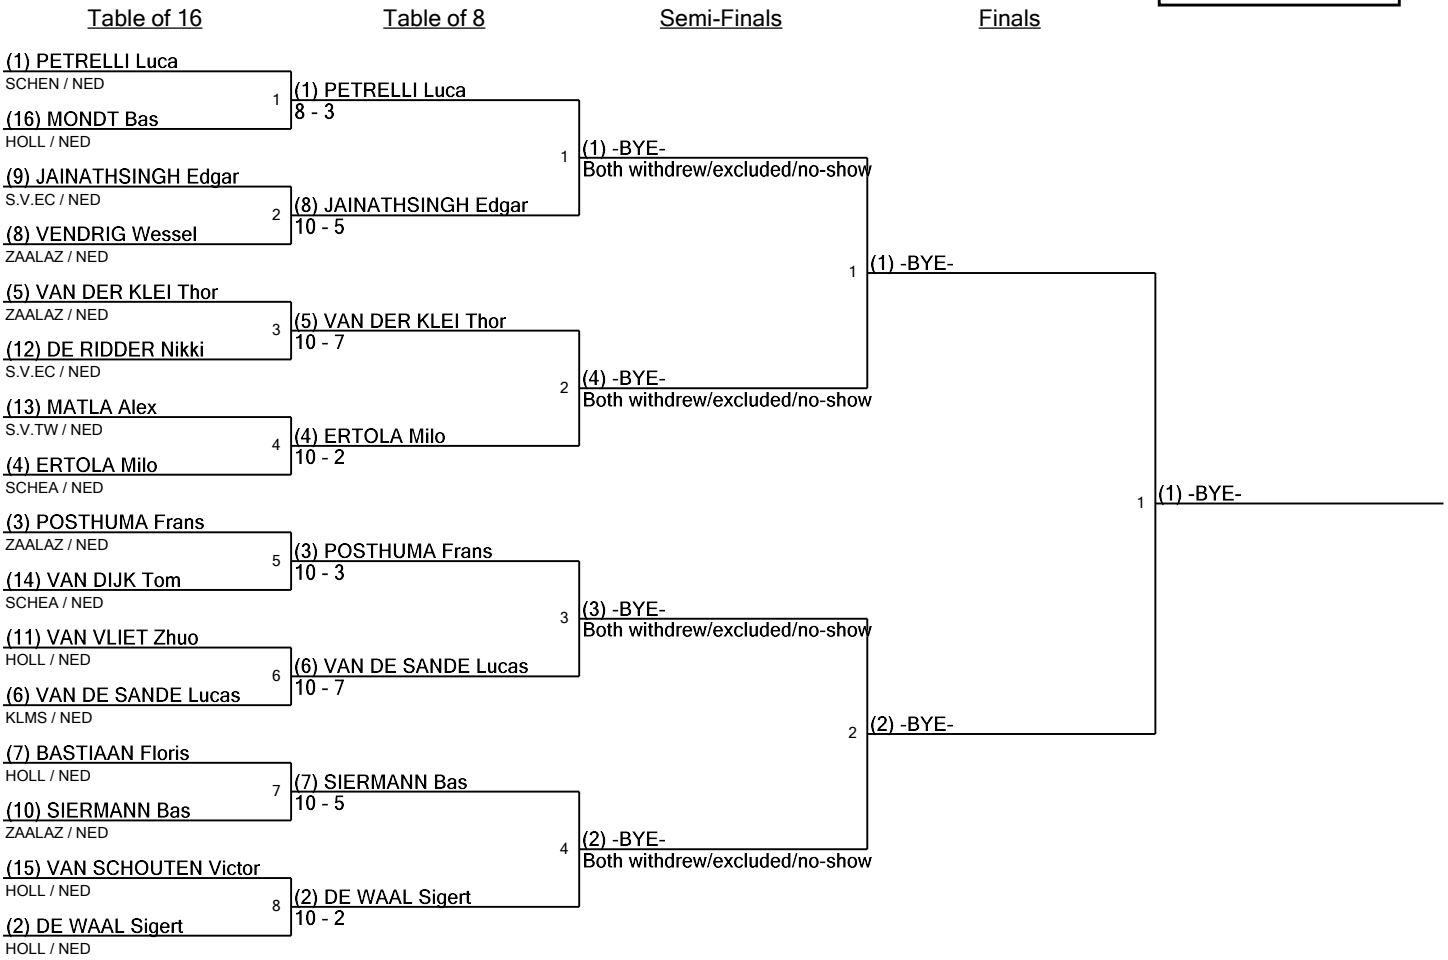 Table of 16
Table of 8
Semi-Finals
Finals
(1) PETRELLI Luca
SCHEN / NED
(16) MONDT Bas
HOLL / NED
(9) JAINATHSINGH Edgar
S.V.EC / NED
(8) VENDRIG Wessel
ZAALAZ / NED
(5) VAN DER KLEI Thor
ZAALAZ / NED
(12) DE RIDDER Nikki
S.V.EC / NED
(13) MATLA Alex
S.V.TW / NED
(4) ERTOLA Milo
SCHEA / NED
(3) POSTHUMA Frans
ZAALAZ / NED
(14) VAN DIJK Tom
SCHEA / NED
(11) VAN VLIET Zhuo
HOLL / NED
(6) VAN DE SANDE Lucas
KLMS / NED
(7) BASTIAAN Floris
HOLL / NED
(10) SIERMANN Bas
ZAALAZ / NED
(15) VAN SCHOUTEN Victor
HOLL / NED
(2) DE WAAL Sigert
HOLL / NED
1
(1) PETRELLI Luca
8 - 3
2
(8) JAINATHSINGH Edgar
10 - 5
3
(5) VAN DER KLEI Thor
10 - 7
4
(4) ERTOLA Milo
10 - 2
5
(3) POSTHUMA Frans
10 - 3
6
(6) VAN DE SANDE Lucas
10 - 7
7
(7) SIERMANN Bas
10 - 5
8
(2) DE WAAL Sigert
10 - 2
1
(1) -BYE-
Both withdrew/excluded/no-show
2
(4) -BYE-
Both withdrew/excluded/no-show
3
(3) -BYE-
Both withdrew/excluded/no-show
4
(2) -BYE-
Both withdrew/excluded/no-show
1
(1) -BYE-
2
(2) -BYE-
1
(1) -BYE-